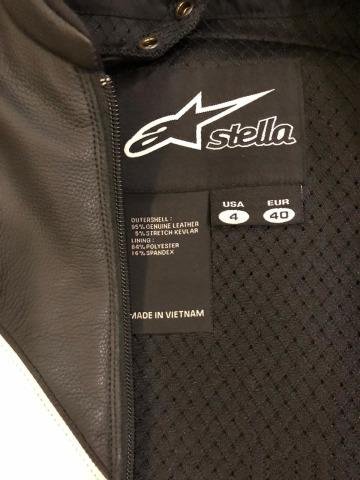 stella
USA EUR
4 40
OUTERSHELL :
95% GENUINE LEATHER
5% STRETCH KEVLAR
LINING :
84% POLYESTER
16% SPANDEX
MADE IN VIETNAM